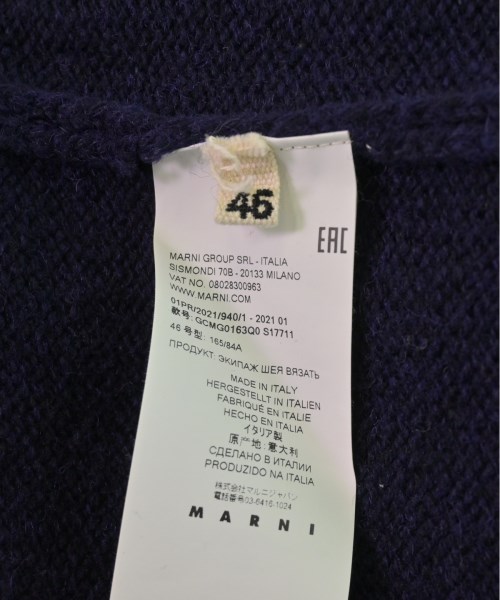 46
EAC
MARNI GROUP SRL - ITALIA
SISMONDI 70B - 20133 MILANO
VAT NO. 08028300963
WWW.MARNI.COM
01PR/2021/940/1 - 2021 01
款号: GCMG0163Q0 S17711
46 号型: 165/84A
ПРОДУКТ: ЭКИПАЖ ШЕЯ ВЯЗАТЬ
MADE IN ITALY
HERGESTELLT IN ITALIEN
FABRIQUÉ EN ITALIE
HECHO EN ITALIA
イタリア製
原产地:意大利
СДЕЛАНО В ИТАЛИИ
PRODUZIDO NA ITALIA
株式会社マルニジャパン
電話番号03-6416-1024
MARNI